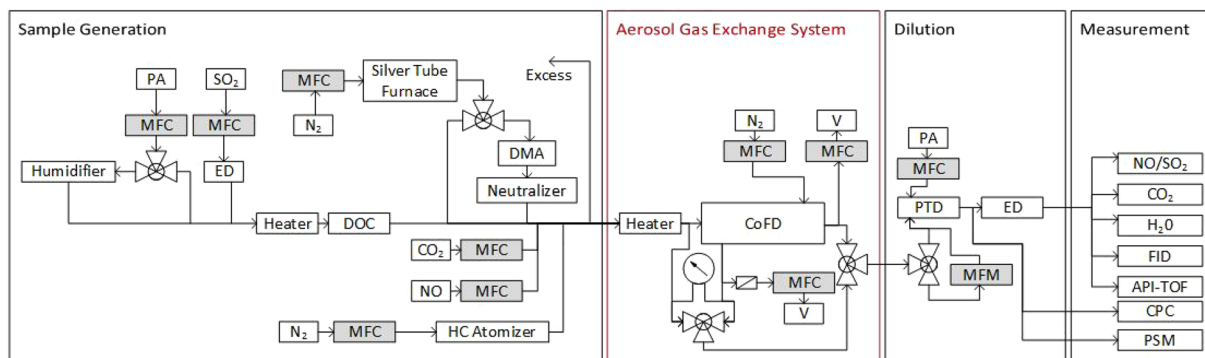 Sample Generation
PA
SO₂
MFC
MFC
MFC
N₂
Silver Tube
Furnace
Excess
Humidifier
ED
DMA
Neutralizer
Heater
DOC
CO₂
MFC
NO
MFC
N₂
MFC
HC Atomizer
Aerosol Gas Exchange System
N₂
V
MFC
MFC
Heater
CoFD
MFC
V
Dilution
PA
MFC
PTD
ED
MFM
Measurement
NO/SO₂
CO₂
H₂0
FID
API-TOF
CPC
PSM